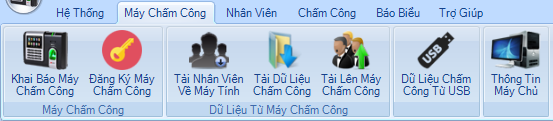 Hệ Thống Máy Chấm Công Nhân Viên Chấm Công Báo Biểu Trợ Giúp
Khai Báo Máy Đăng Ký Máy Tải Nhân Viên Tải Dữ Liệu Tải Lên Máy Dữ Liệu Chấm Thông Tin
Chấm Công Chấm Công Về Máy Tính Chấm Công Chấm Công Công Từ USB Máy Chủ
Máy Chấm Công Dữ Liệu Từ Máy Chấm Công
USB